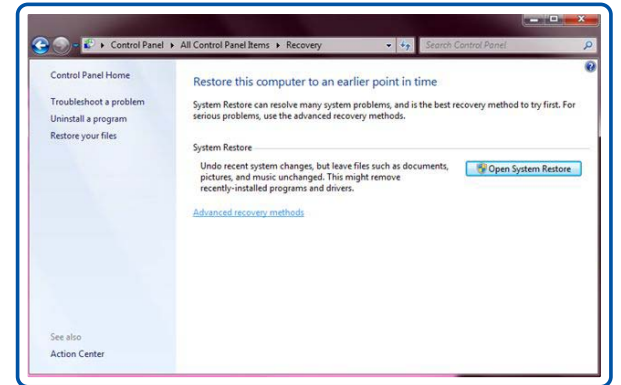 Control Panel ▸ All Control Panel Items ▸ Recovery
Search Control Panel
Control Panel Home
Troubleshoot a problem
Uninstall a program
Restore your files
Restore this computer to an earlier point in time
System Restore can resolve many system problems, and is the best recovery method to try first. For
serious problems, use the advanced recovery methods.
System Restore
Undo recent system changes, but leave files such as documents,
pictures, and music unchanged. This might remove
recently-installed programs and drivers.
Open System Restore
Advanced recovery methods
See also
Action Center